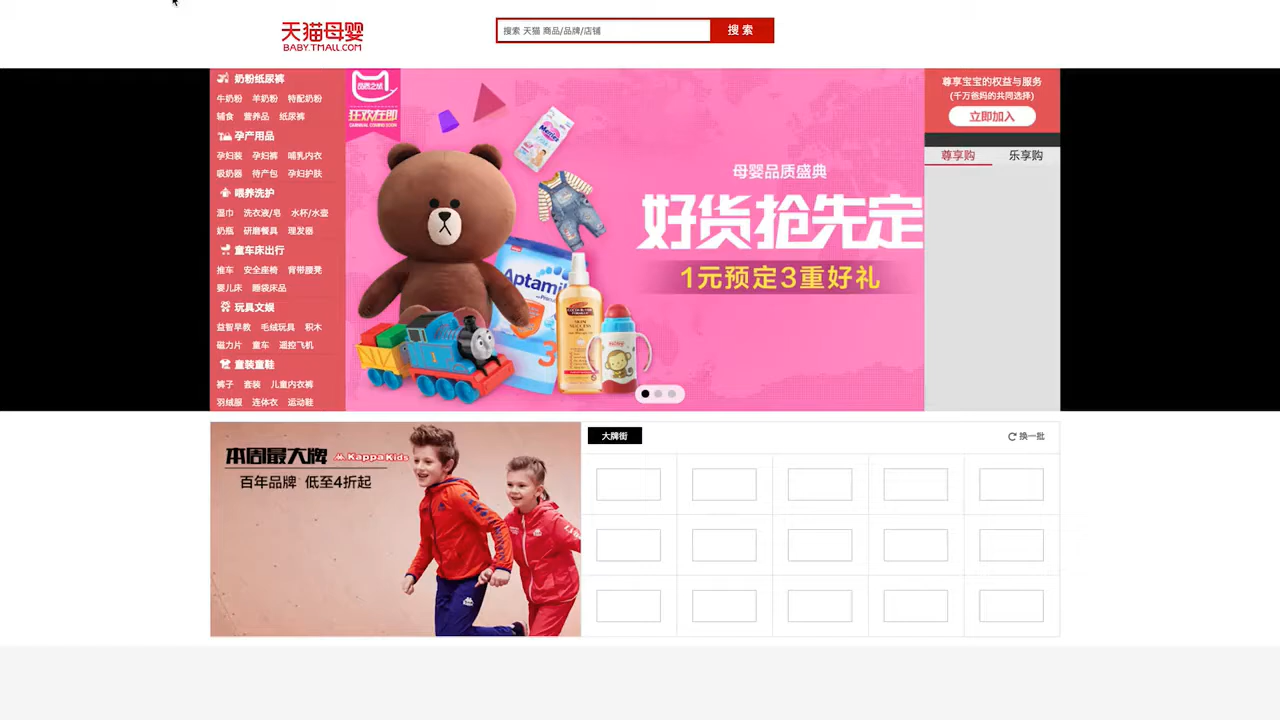 天猫母婴
BABY.TMALL.COM
搜索 天猫 商品/品牌/店铺
搜 索
奶粉纸尿裤
牛奶粉 羊奶粉 特配奶粉
辅食 营养品 纸尿裤
孕产用品
孕妇装 孕妇裤 哺乳内衣
吸奶器 待产包 孕妇护肤
喂养洗护
湿巾 洗衣液/皂 水杯/水壶
奶瓶 研磨餐具 理发器
童车床出行
推车 安全座椅 背带腰凳
婴儿床 睡袋床品
玩具文娱
益智早教 毛绒玩具 积木
磁力片 童车 遥控飞机
童装童鞋
裤子 套装 儿童内衣裤
羽绒服 连体衣 运动鞋
狂欢在即
CARNIVAL COMING SOON
Merries
Aptamil
3
母婴品质盛典
好货抢先定
1元预定3重好礼
尊享宝宝的权益与服务
(千万爸妈的共同选择)
立即加入
尊享购 乐享购
本周最大牌 Kappa Kids
百年品牌 低至4折起
大牌街
换一批